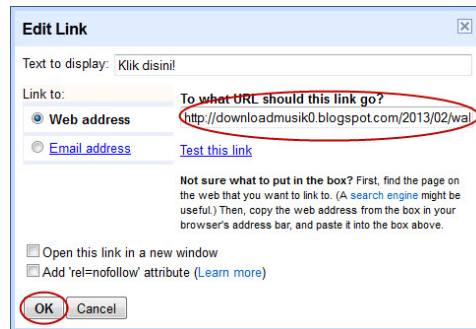 Edit Link
Text to display: Klik disini!
Link to:
Web address
Email address
To what URL should this link go?
http://downloadmusik0.blogspot.com/2013/02/wal
Test this link
Not sure what to put in the box? First, find the page
on the web that you want to link to. (A search engine might be
useful.) Then, copy the web address from the box in your
browser's address bar, and paste it into the box above.
Open this link in a new window
Add 'rel=nofollow' attribute (Learn more)
OK Cancel